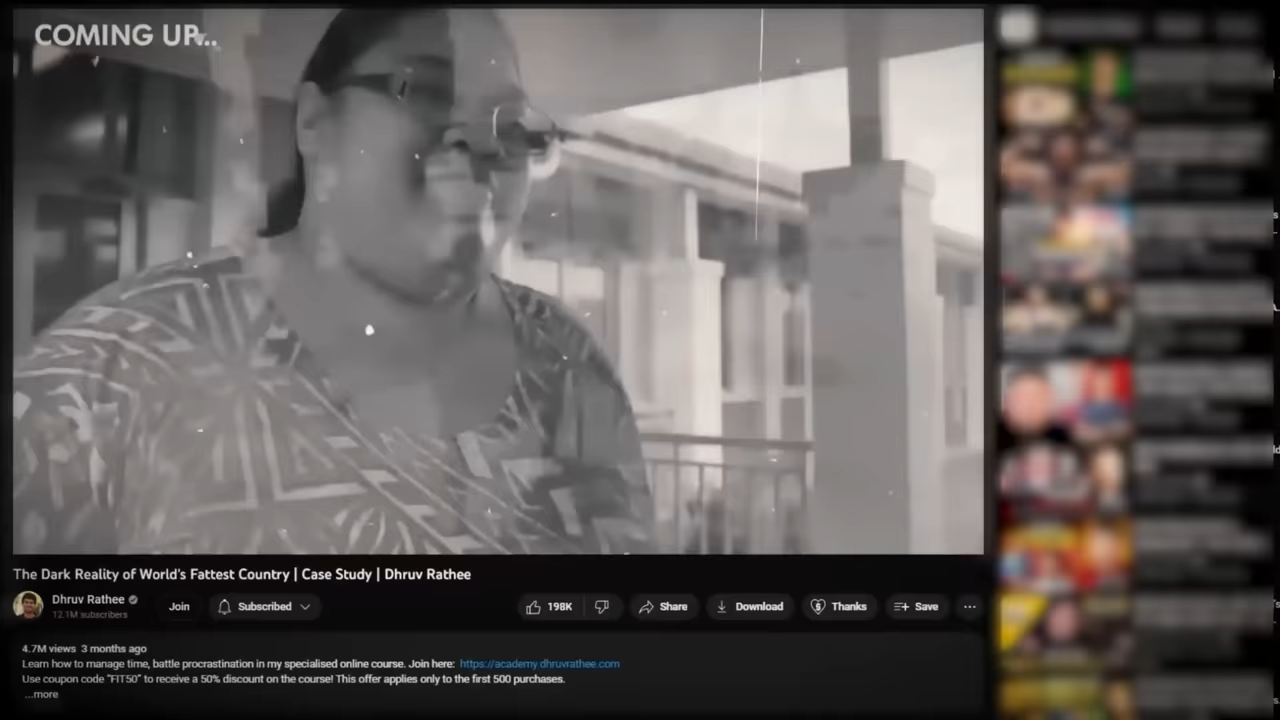 COMING UP...
The Dark Reality of World's Fattest Country | Case Study | Dhruv Rathee
Dhruv Rathee
12.1M subscribers
Join
Subscribed
198K
Share
Download
Thanks
Save
4.7M views 3 months ago
Learn how to manage time, battle procrastination in my specialised online course. Join here: https://academy.dhruvrathee.com
Use coupon code "FIT50" to receive a 50% discount on the course! This offer applies only to the first 500 purchases.
...more